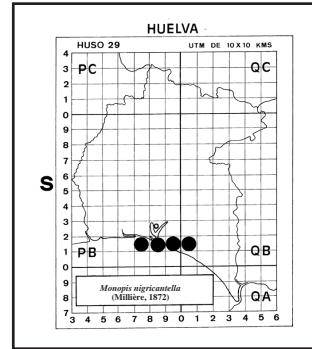 HUELVA
HUSO 29 UTM DE 10 X 10 KMS
4
3 PC QC
2
1
0
9
8
7
6
S
5
4
3
2
1 PB QB
0
9
8 Monopis nigricantella
(Millière, 1872) QA
7
3 4 5 6 7 8 9 0 1 2 3 4 5 6